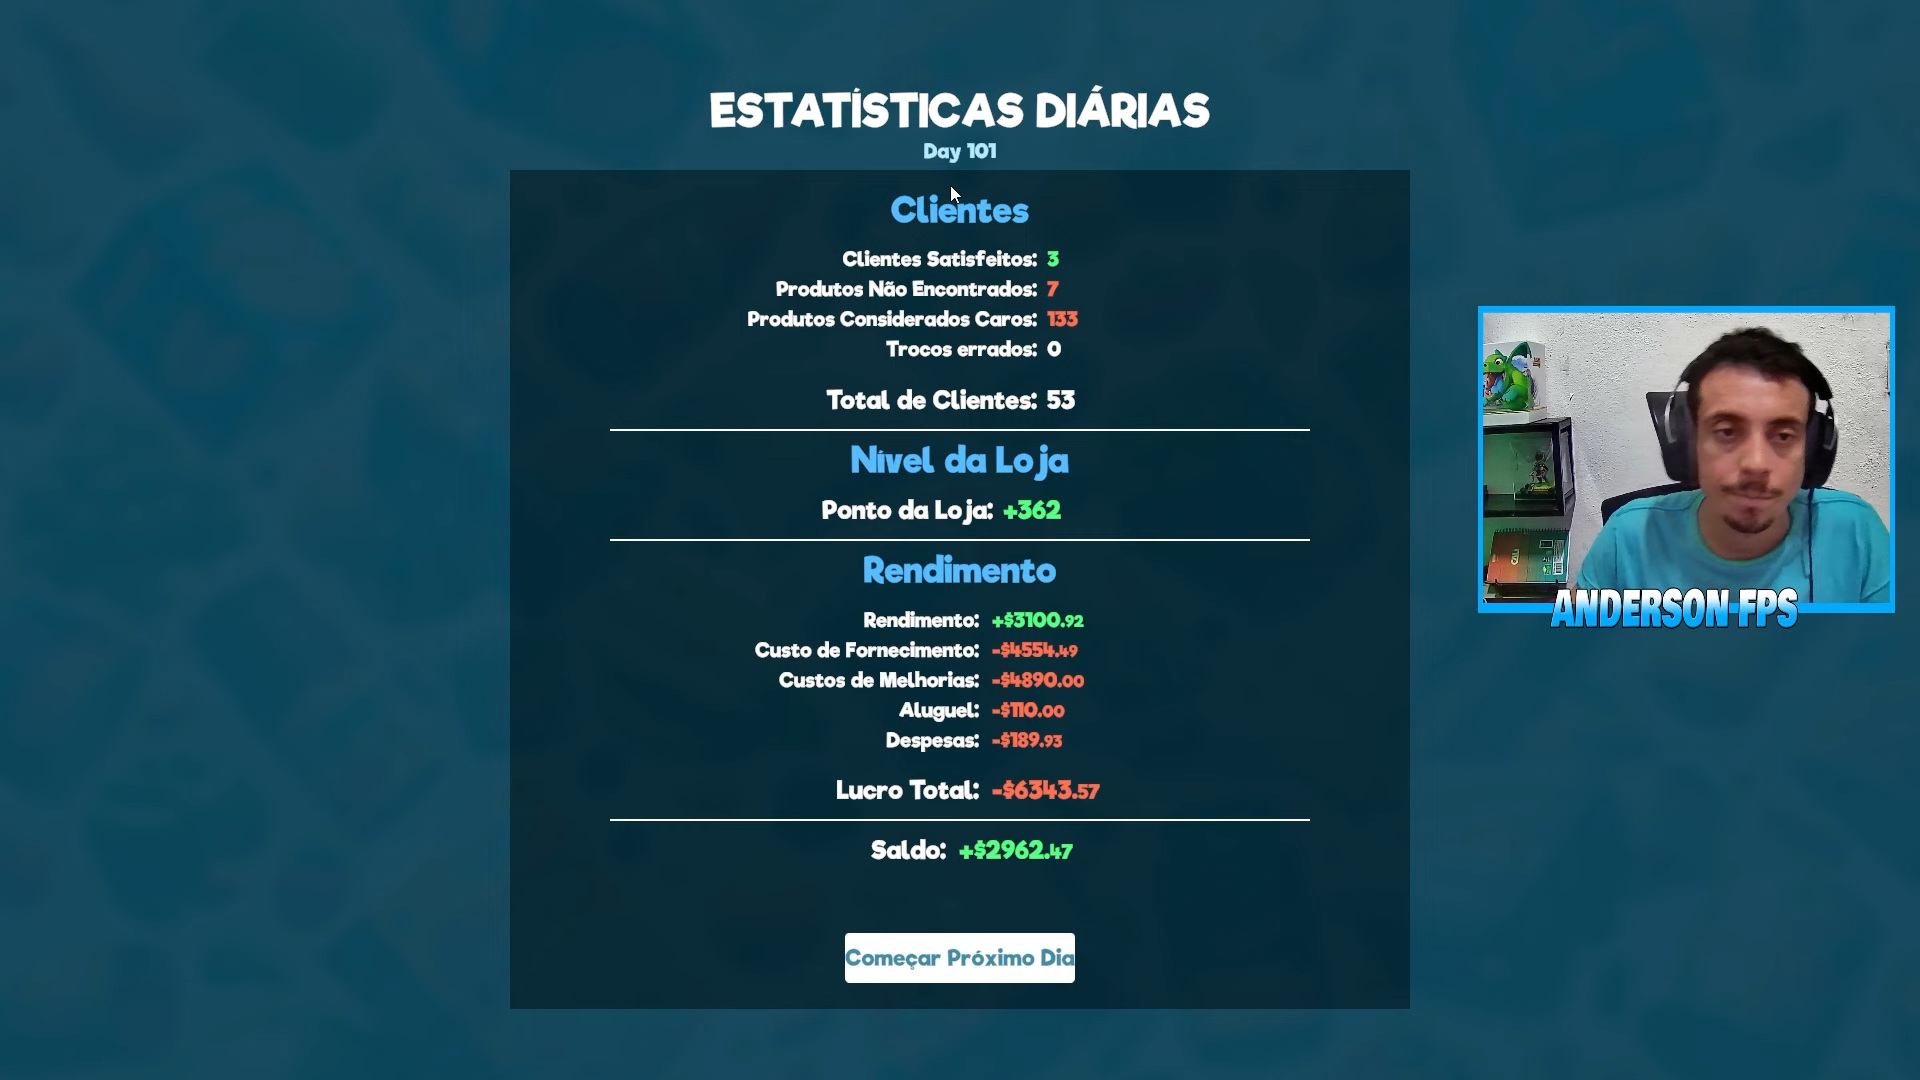 ESTATÍSTICAS DIÁRIAS
Day 101
Clientes
Clientes Satisfeitos: 3
Produtos Não Encontrados: 7
Produtos Considerados Caros: 133
Trocos errados: 0
Total de Clientes: 53
Nível da Loja
Ponto da Loja: +362
Rendimento
Rendimento: +$3100.92
Custo de Fornecimento: -$4554.49
Custos de Melhorias: -$4890.00
Aluguel: -$110.00
Despesas: -$189.93
Lucro Total: -$6343.57
Saldo: +$2962.47
Começar Próximo Dia
ANDERSON FPS